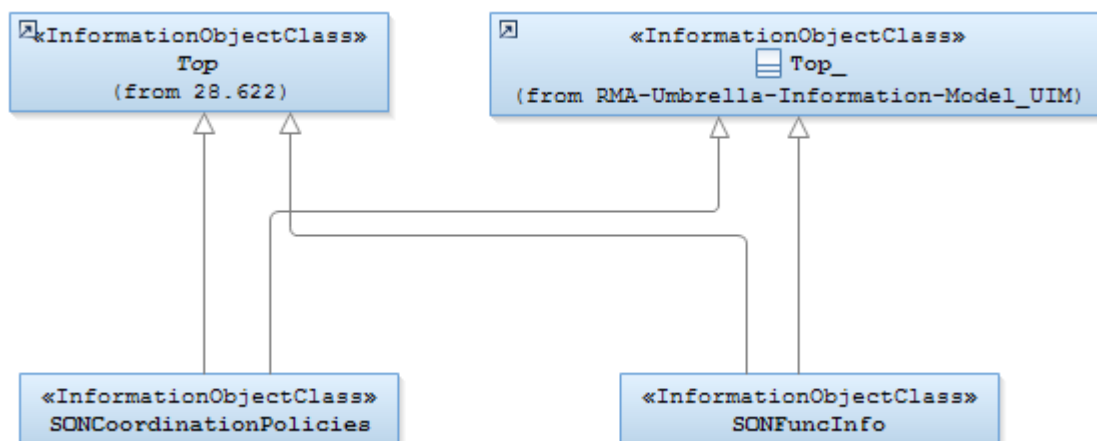 «InformationObjectClass»
Top
(from 28.622)
«InformationObjectClass»
Top_
(from RMA-Umbrella-Information-Model_UIM)
«InformationObjectClass»
SONCoordinationPolicies
«InformationObjectClass»
SONFuncInfo